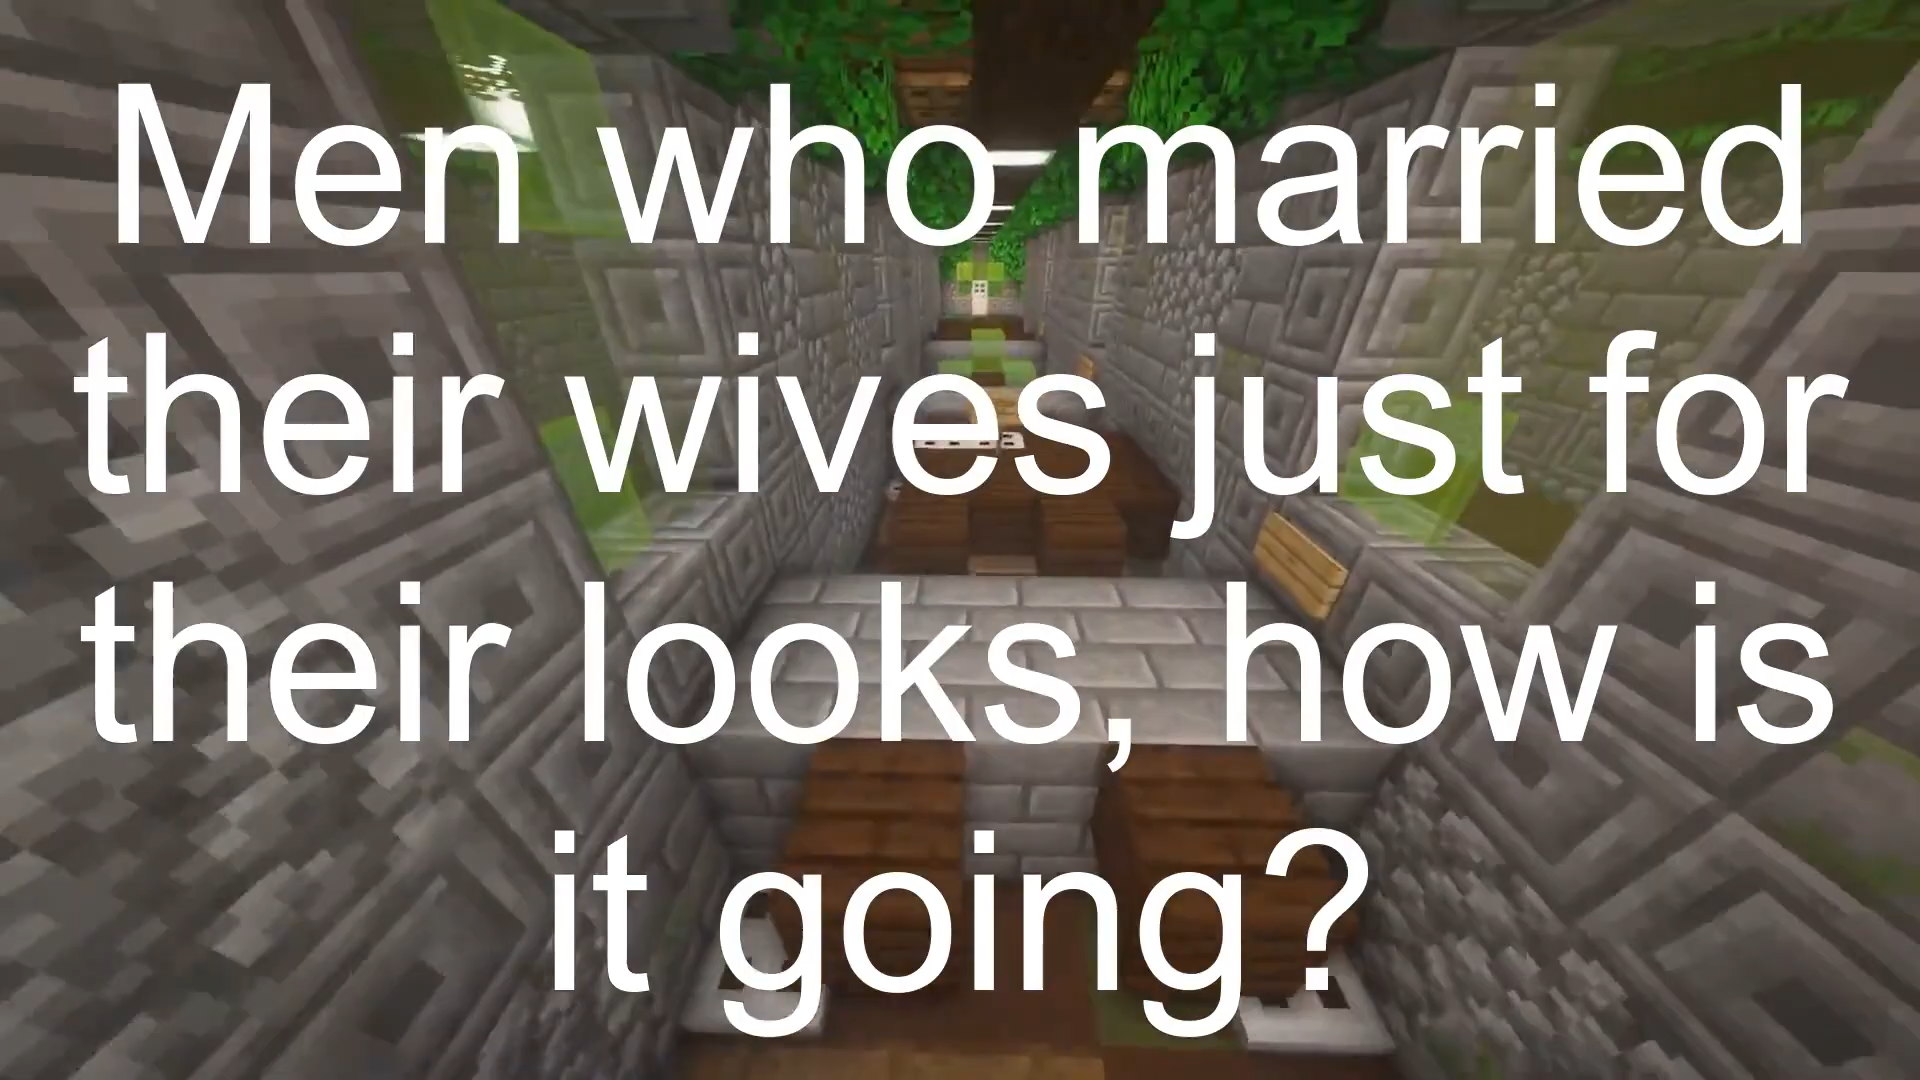 Men who married
their wives just for
their looks, how is
it going?